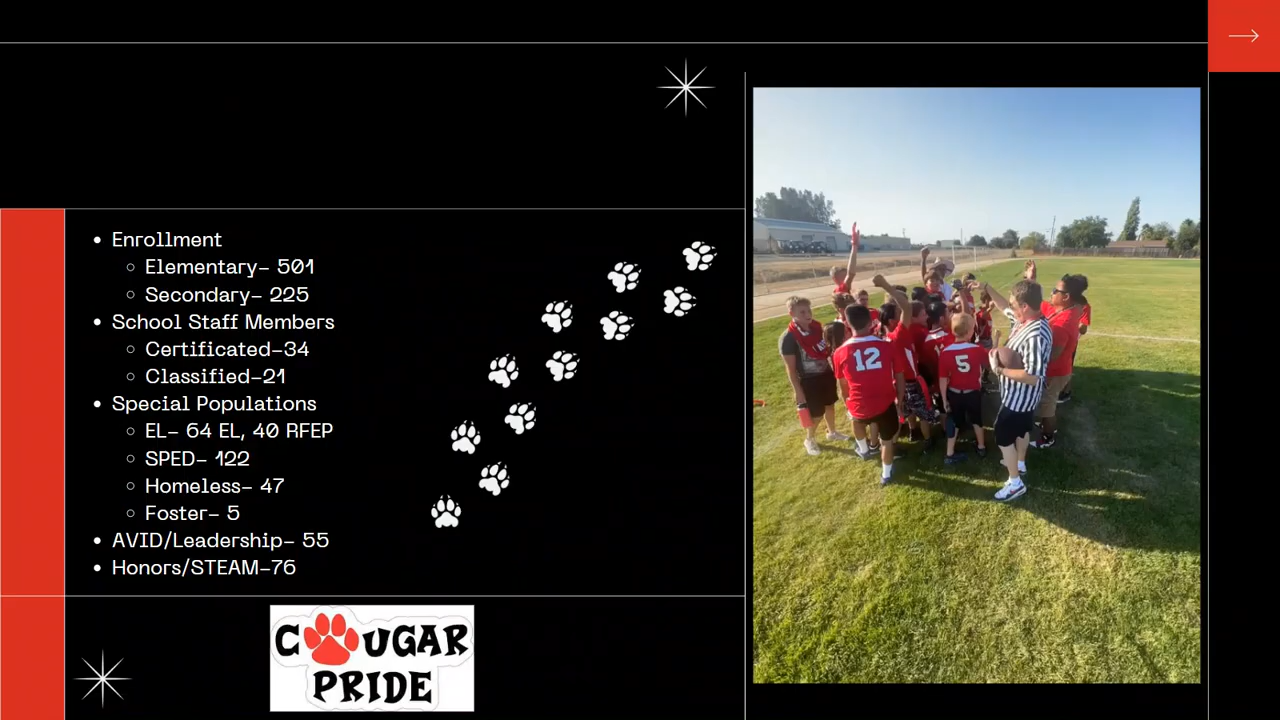 Enrollment
Elementary- 501
Secondary- 225
School Staff Members
Certificated-34
Classified-21
Special Populations
EL- 64 EL, 40 RFEP
SPED- 122
Homeless- 47
Foster- 5
AVID/Leadership- 55
Honors/STEAM-76
COUGAR
PRIDE
12
5